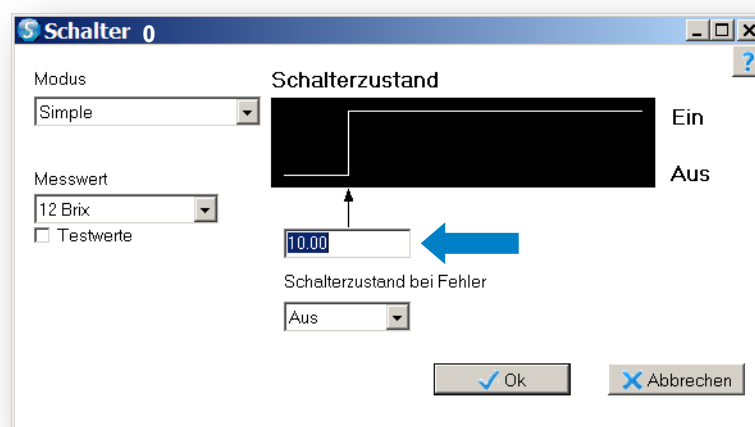 Schalter 0
Modus
Simple
Schalterzustand
Ein
Aus
Messwert
12 Brix
Testwerte
10.00
Schalterzustand bei Fehler
Aus
Ok
Abbrechen
?